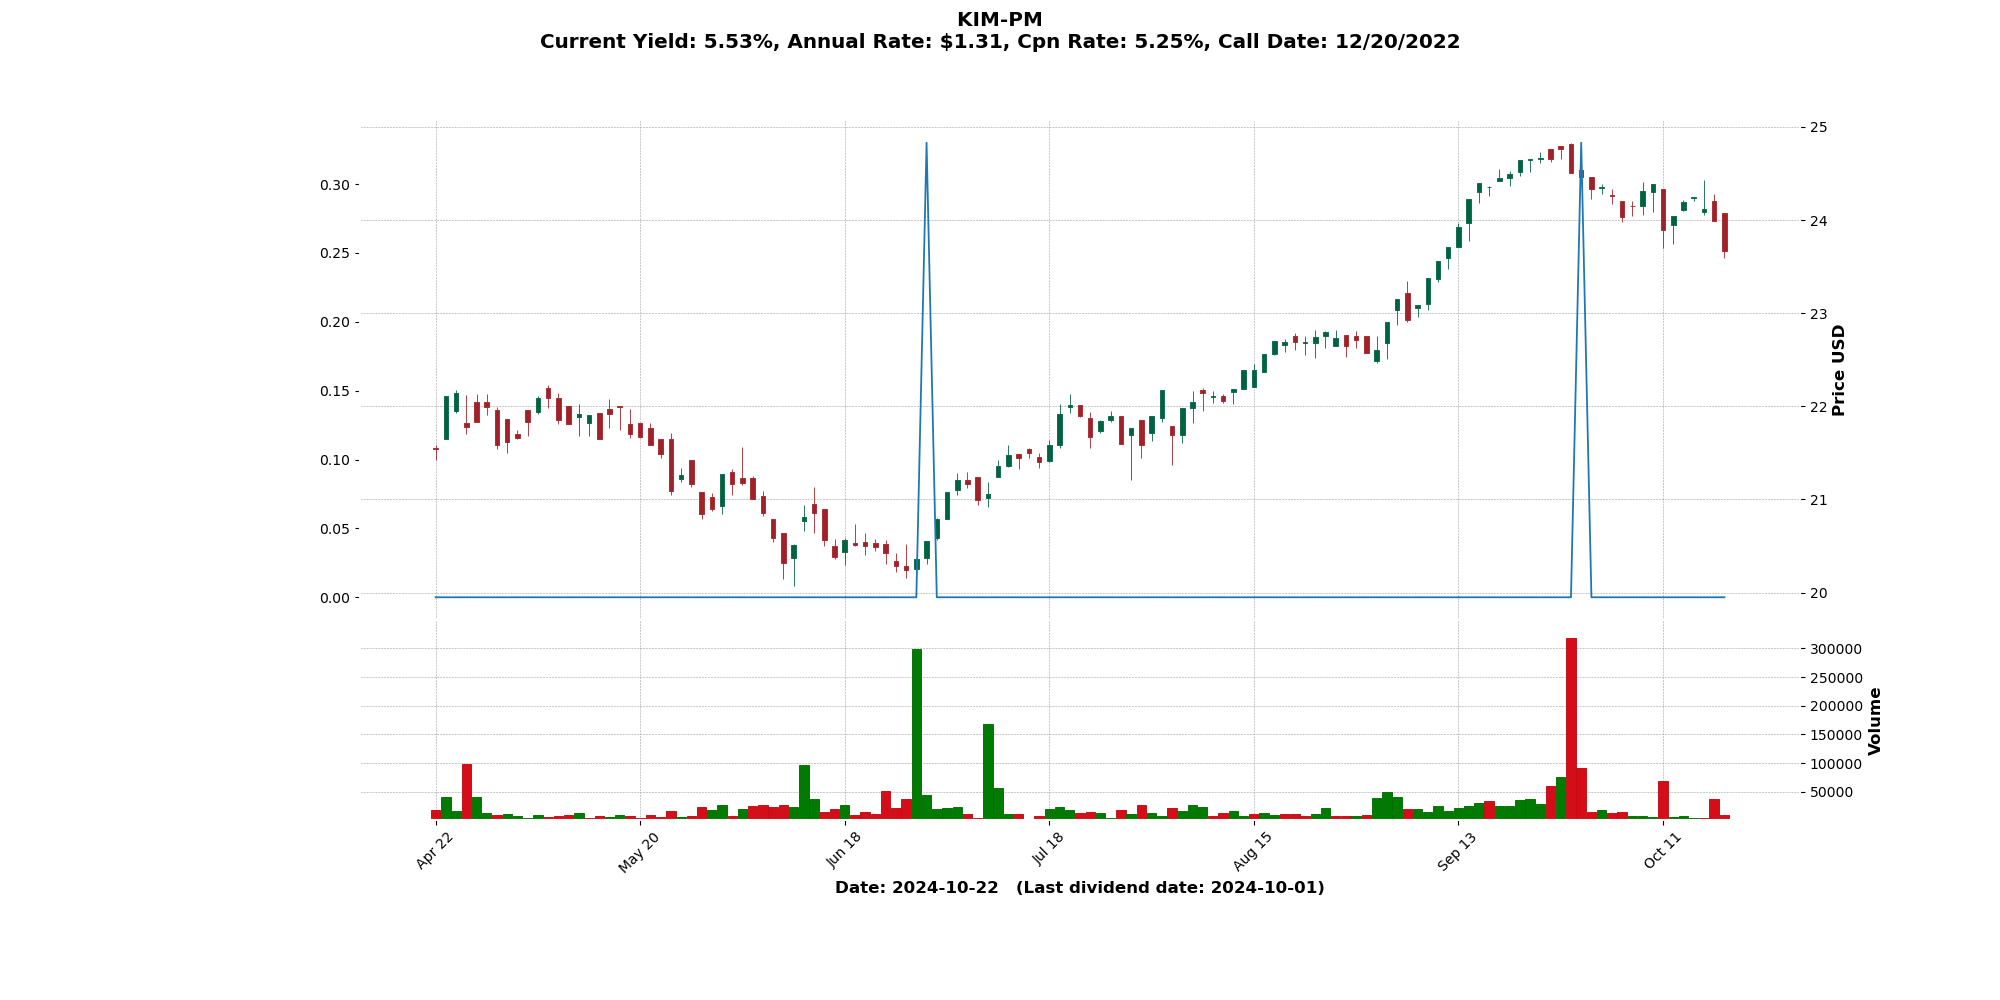 KIM-PM
Current Yield: 5.53%, Annual Rate: $1.31, Cpn Rate: 5.25%, Call Date: 12/20/2022
0.30
0.25
0.20
0.15
0.10
0.05
0.00
25
24
23
22
21
20
Price USD
300000
250000
200000
150000
100000
50000
Volume
Apr 22
May 20
Jun 18
Jul 18
Aug 15
Sep 13
Oct 11
Date: 2024-10-22 (Last dividend date: 2024-10-01)